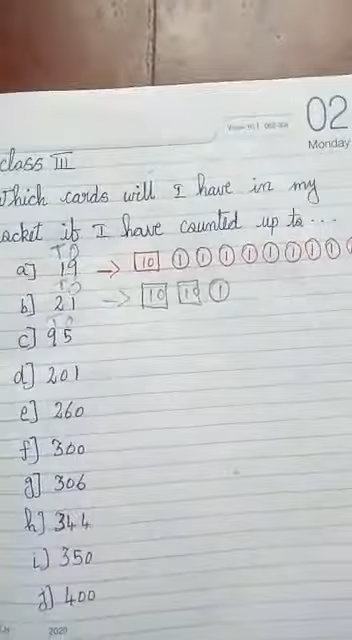 02
Monday
class III
Which cards will I have in my
ocket if I have counted up to ...
T O
a] 19 → 10 1 1 1 1 1 1 1 1 1
T O
b] 21 → 10 10 1
T O
c] 95
d] 201
e] 260
f] 300
g] 306
h] 344
i) 350
j) 400
2020